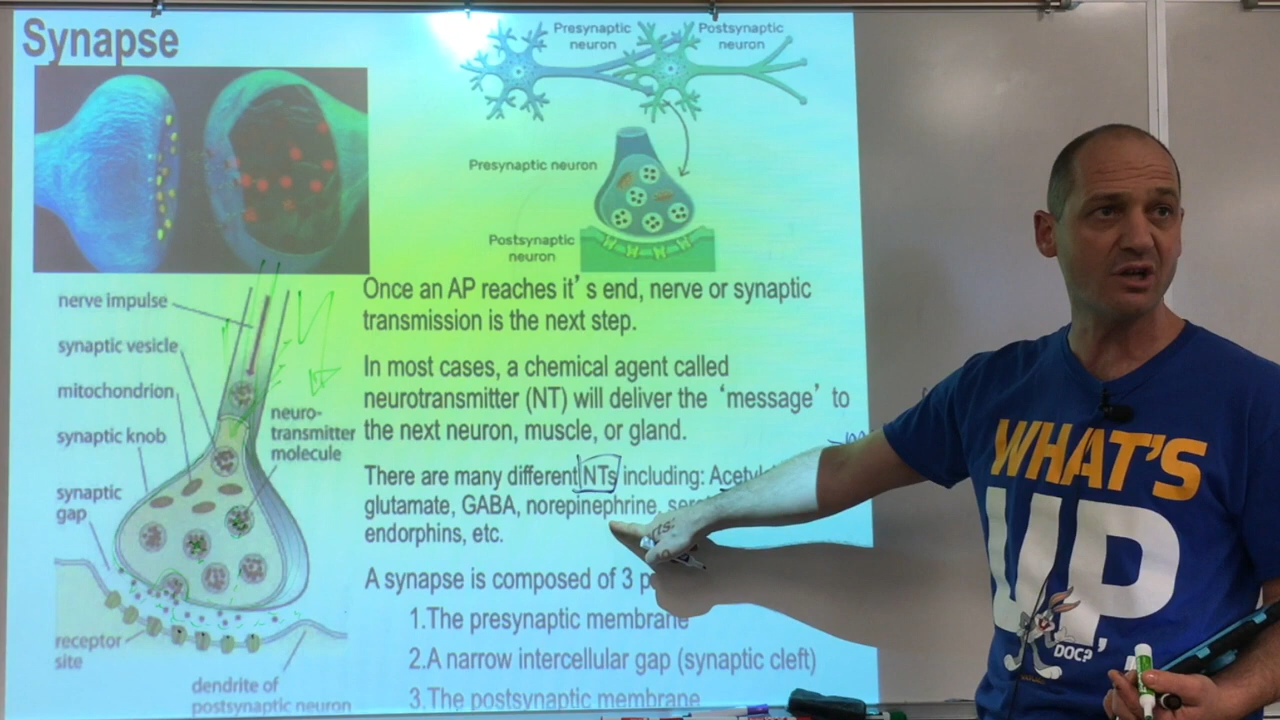 Synapse
Presynaptic
neuron
Postsynaptic
neuron
Presynaptic neuron
Postsynaptic
neuron
nerve impulse
synaptic vesicle
mitochondrion
synaptic knob
synaptic
gap
neuro-
transmitter
molecule
receptor
site
dendrite of
postsynaptic neuron
Once an AP reaches it's end, nerve or synaptic
transmission is the next step.
In most cases, a chemical agent called
neurotransmitter (NT) will deliver the 'message' to
the next neuron, muscle, or gland.
There are many different NTs including:
glutamate, GABA, norepinephrine,
endorphins, etc.
A synapse is composed of 3
1.The presynaptic membrane
2.A narrow intercellular gap (synaptic cleft)
3.The postsynaptic membrane
WHAT'S
UP,
DOC?